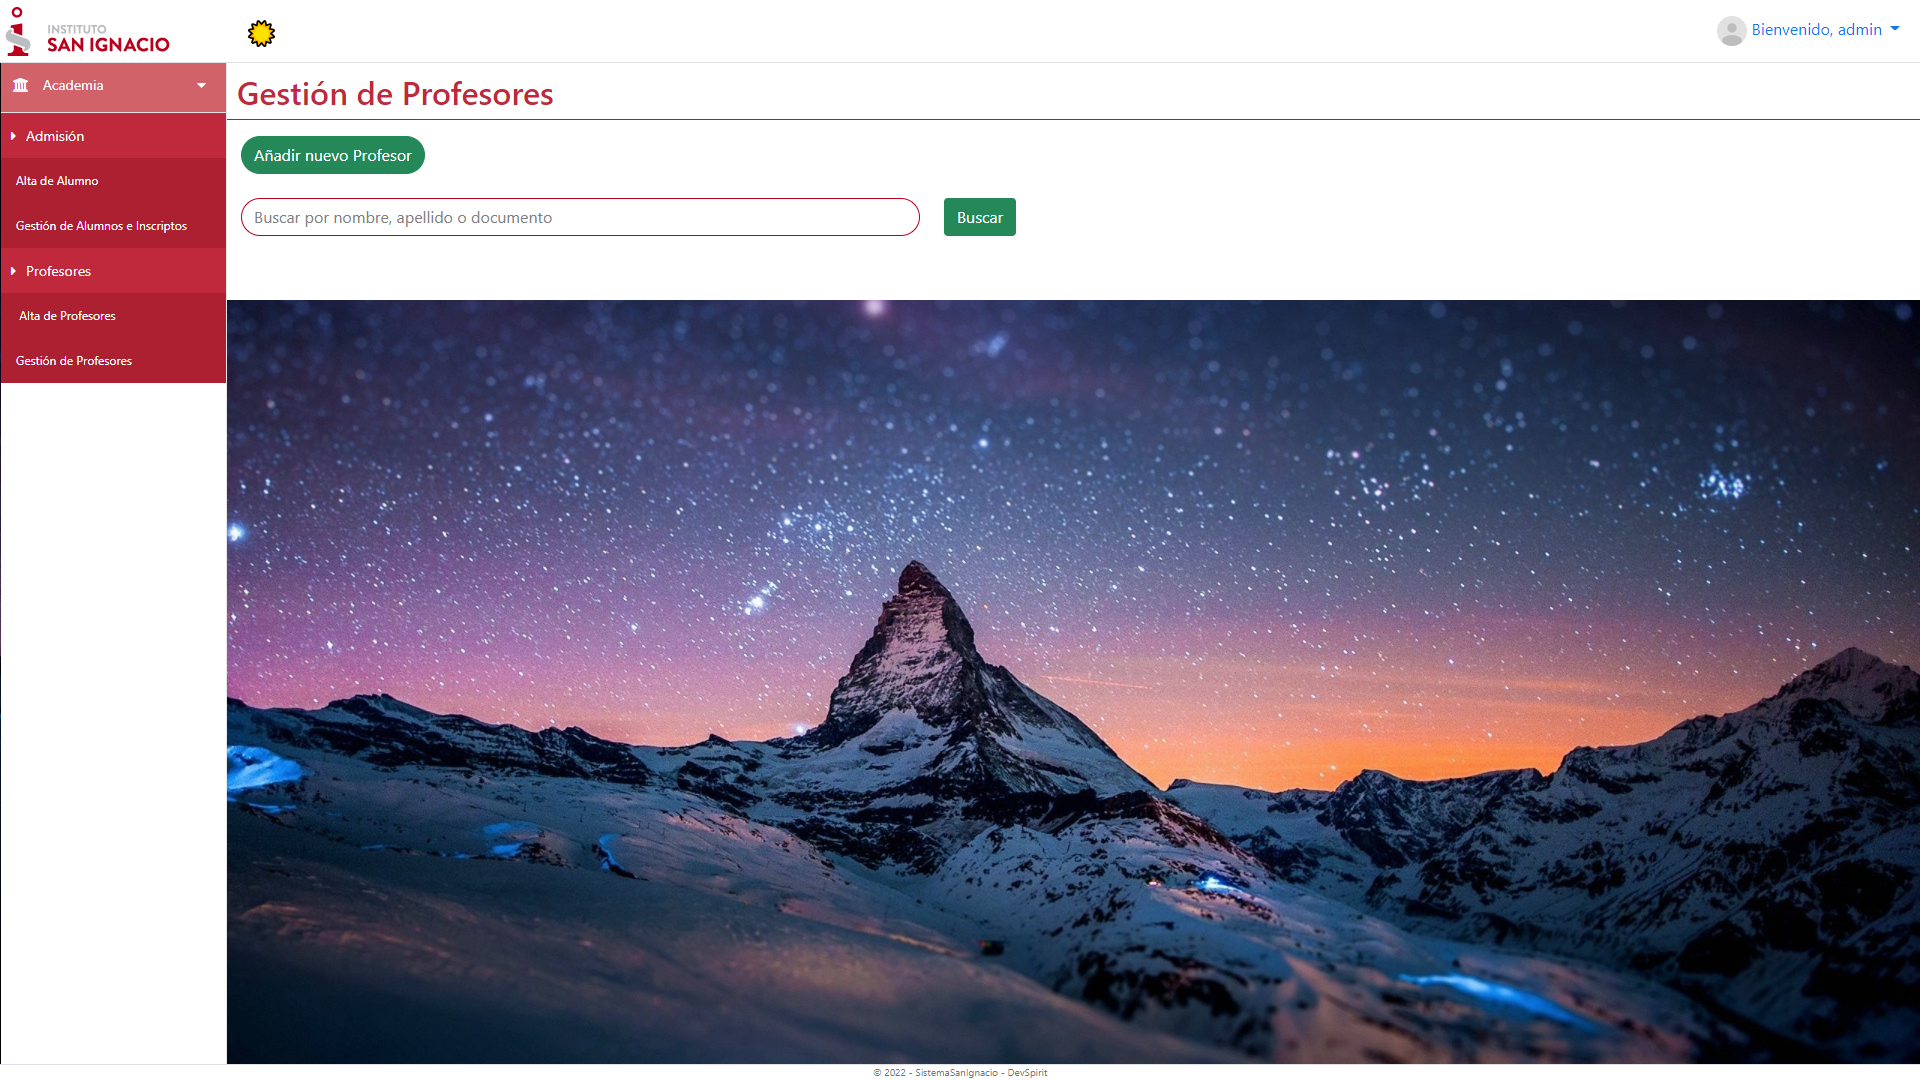 INSTITUTO
SAN IGNACIO
Bienvenido, admin
Academia
Admisión
Alta de Alumno
Gestión de Alumnos e Inscriptos
Profesores
Alta de Profesores
Gestión de Profesores
Gestión de Profesores
Añadir nuevo Profesor
Buscar por nombre, apellido o documento
Buscar
© 2022 - SistemaSanIgnacio - DevSpirit